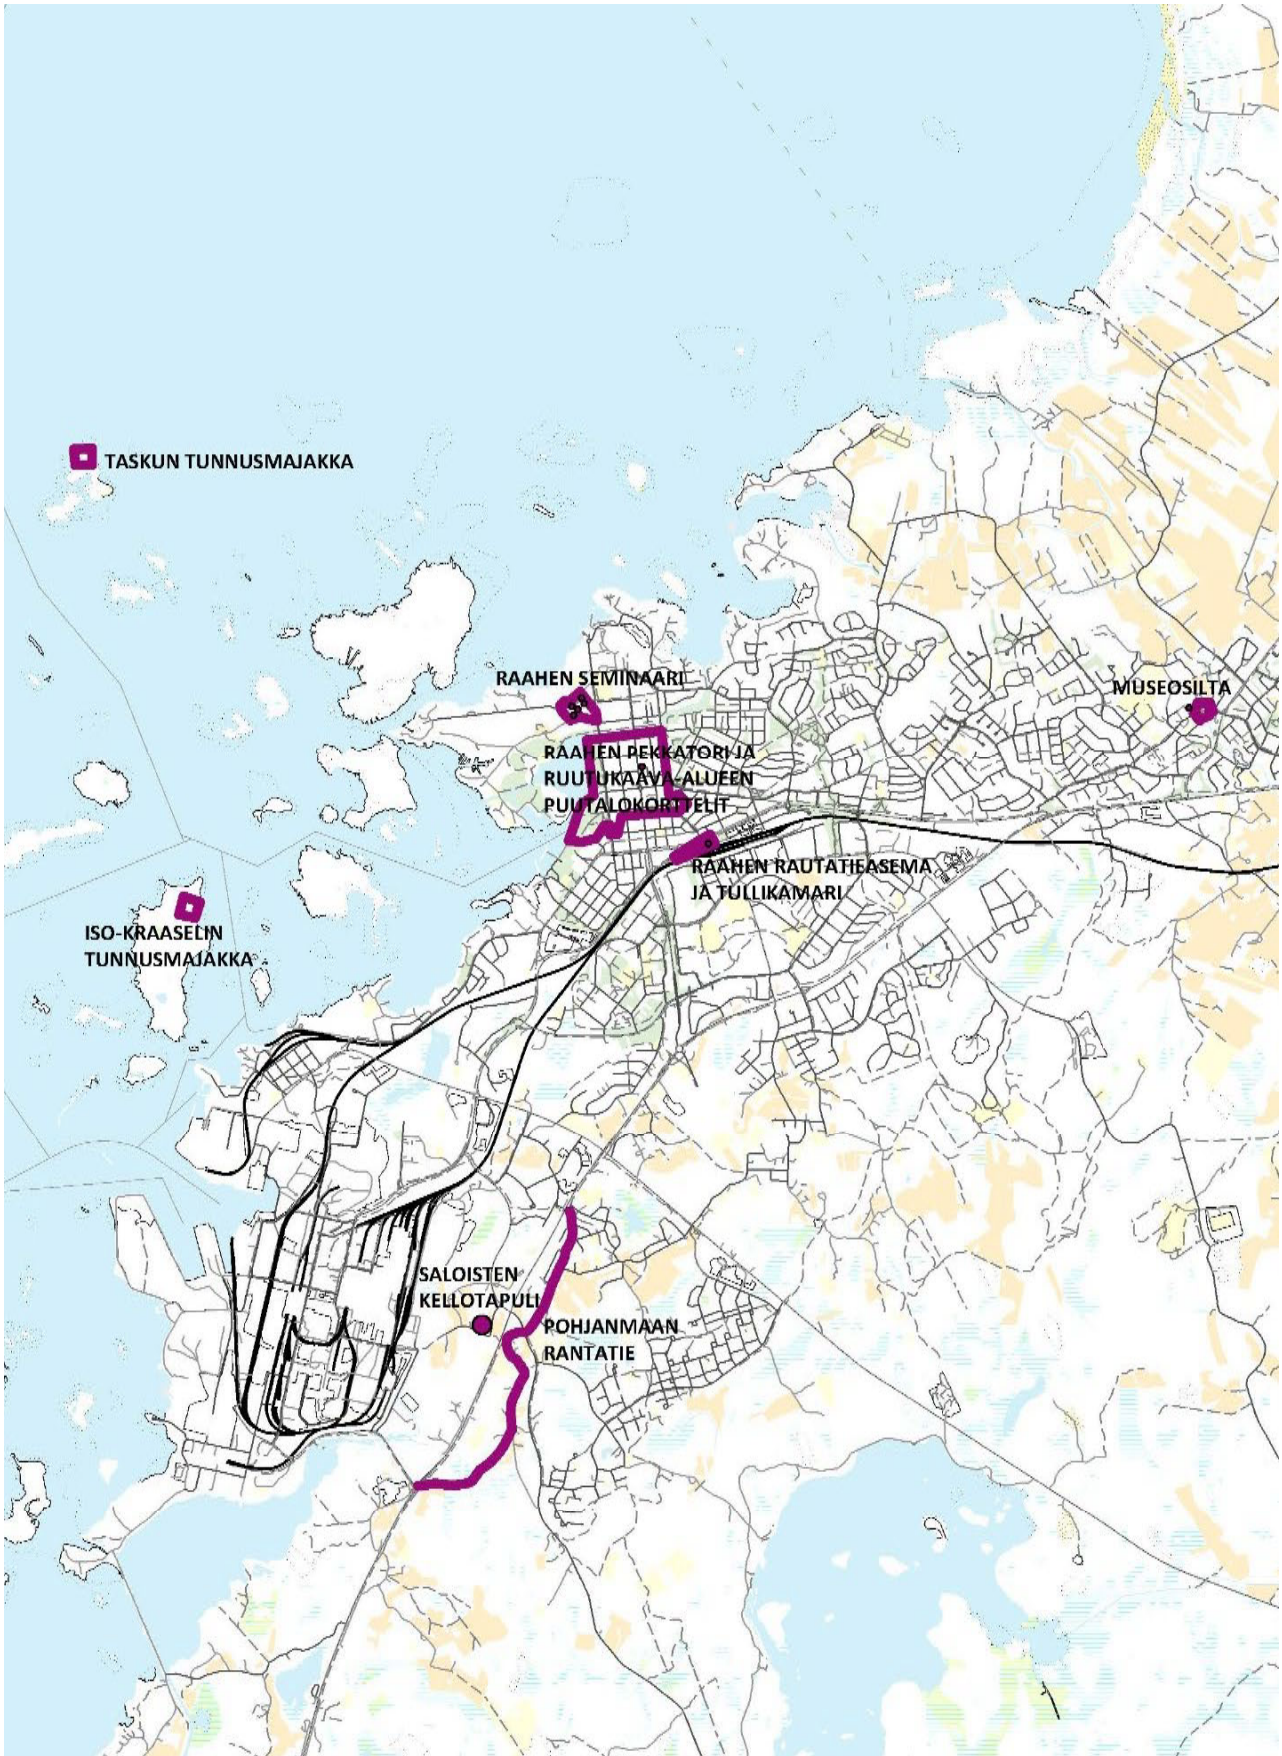 TASKUN TUNNUSMAJAKKA
RAAHEN SEMINAARI
MUSEOSILTA
RAAHEN PEKKATORI JA
RUUTUKAAVA-ALUEEN
PUUTALOKORTTELIT
RAAHEN RAUTATIEASEMA
JA TULLIKAMARI
ISO-KRAASELIN
TUNNUSMAJAKKA
SALOISTEN
KELLOTAPULI
POHJANMAAN
RANTATIE